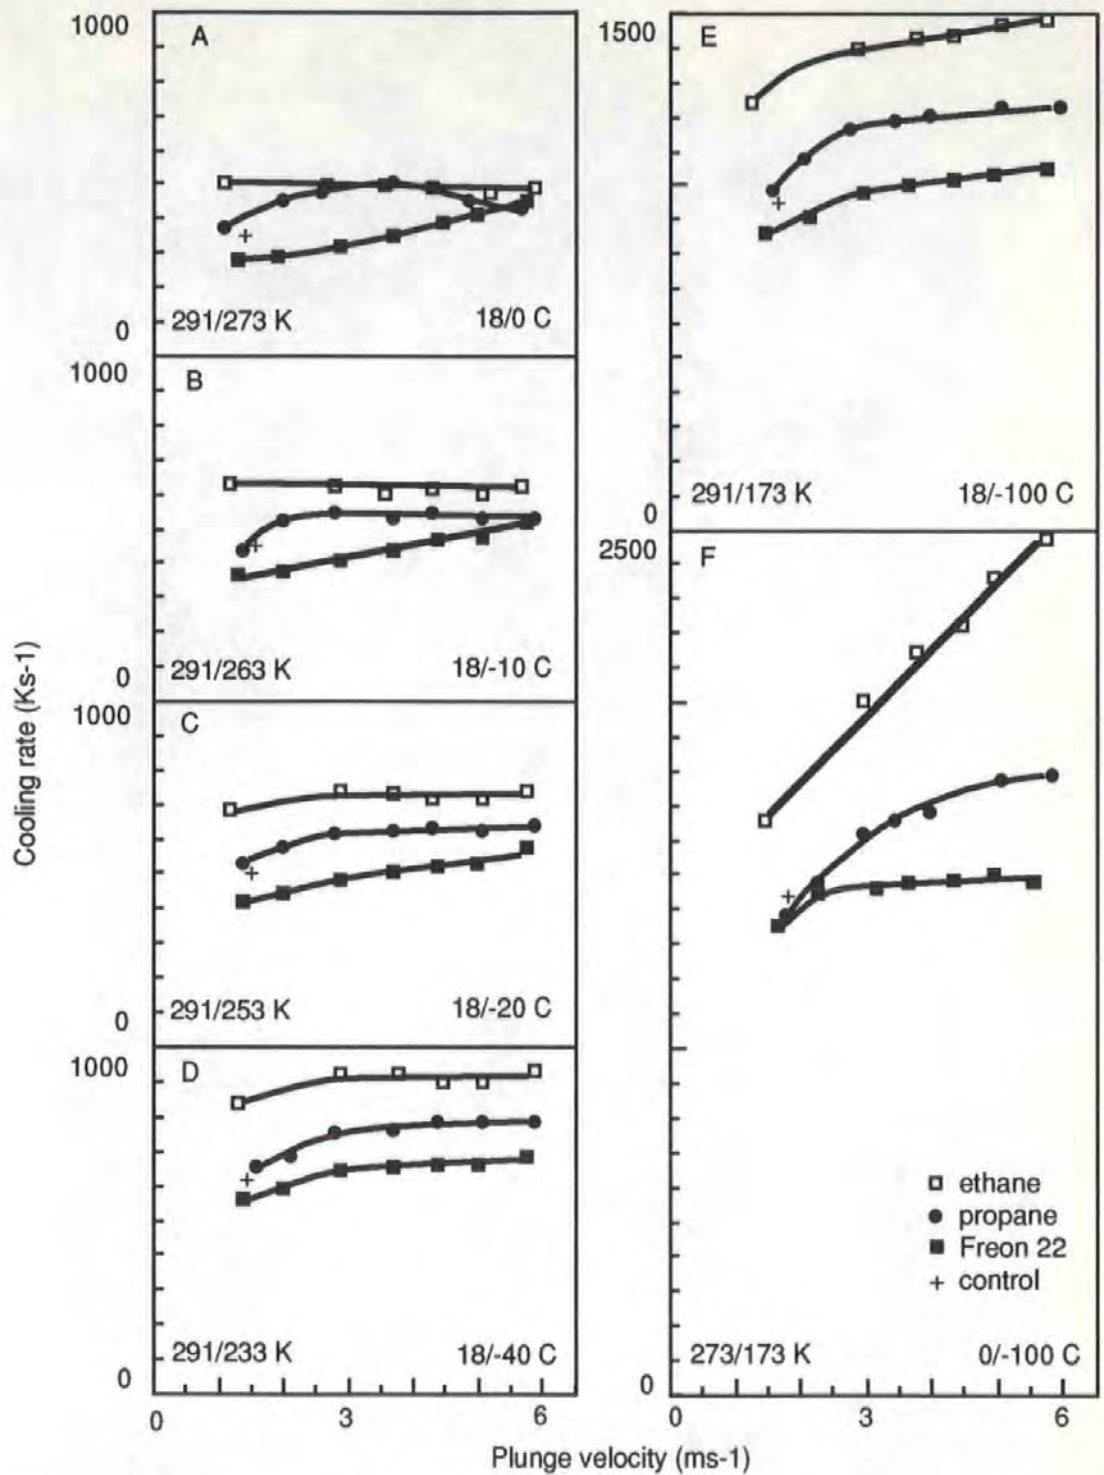 Cooling rate (Ks-1)
1000
A
0
291/273 K
18/0 C
1000
B
0
291/263 K
18/-10 C
1000
C
0
291/253 K
18/-20 C
1000
D
0
291/233 K
18/-40 C
0
3
6
1500
E
0
291/173 K
18/-100 C
2500
F
ethane
propane
Freon 22
control
273/173 K
0/-100 C
0
0
3
6
Plunge velocity (ms-1)